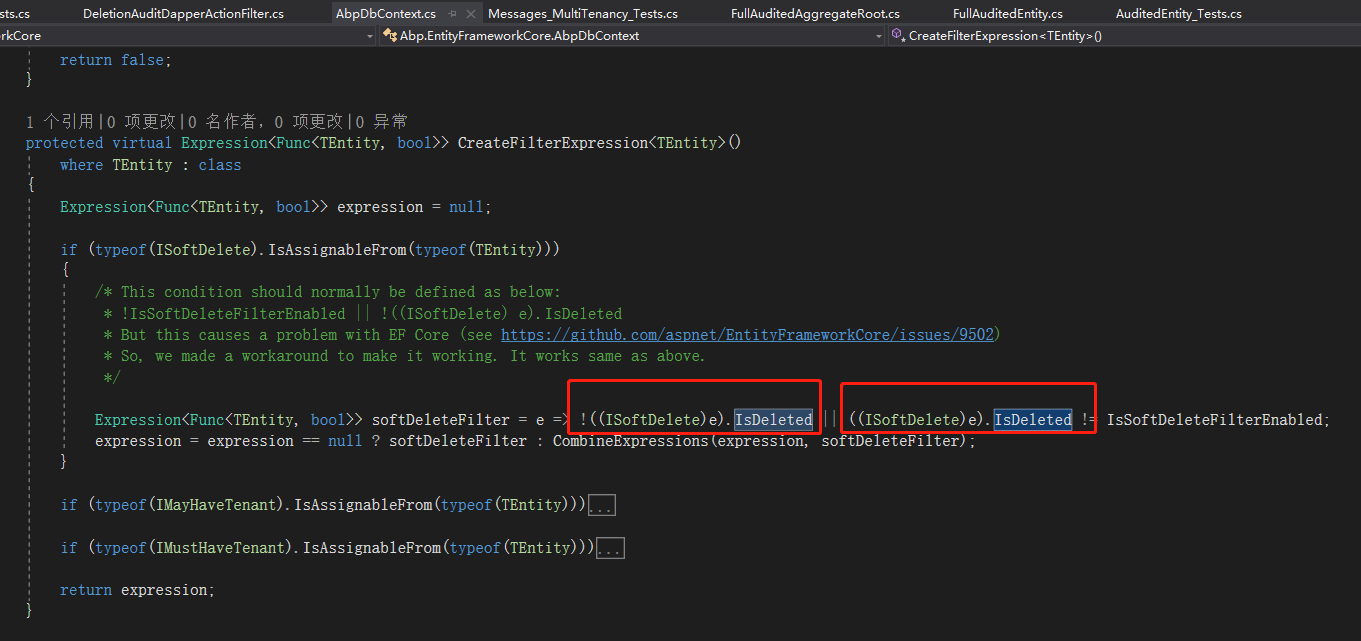 sts.cs DeletionAuditDapperActionFilter.cs AbpDbContext.cs Messages_MultiTenancy_Tests.cs FullAuditedAggregateRoot.cs FullAuditedEntity.cs AuditedEntity_Tests.cs
rkCore Abp.EntityFrameworkCore.AbpDbContext CreateFilterExpression<TEntity>()
return false;
}
1 个引用|0 项更改|0 名作者, 0 项更改|0 异常
protected virtual Expression<Func<TEntity, bool>> CreateFilterExpression<TEntity>()
where TEntity : class
{
Expression<Func<TEntity, bool>> expression = null;
if (typeof(ISoftDelete).IsAssignableFrom(typeof(TEntity)))
{
/* This condition should normally be defined as below:
* !IsSoftDeleteFilterEnabled || !((ISoftDelete) e).IsDeleted
* But this causes a problem with EF Core (see https://github.com/aspnet/EntityFrameworkCore/issues/9502)
* So, we made a workaround to make it working. It works same as above.
*/
Expression<Func<TEntity, bool>> softDeleteFilter = e => !((ISoftDelete)e).IsDeleted || ((ISoftDelete)e).IsDeleted != IsSoftDeleteFilterEnabled;
expression = expression == null ? softDeleteFilter : CombineExpressions(expression, softDeleteFilter);
}
if (typeof(IMayHaveTenant).IsAssignableFrom(typeof(TEntity)))...
if (typeof(IMustHaveTenant).IsAssignableFrom(typeof(TEntity)))...
return expression;
}